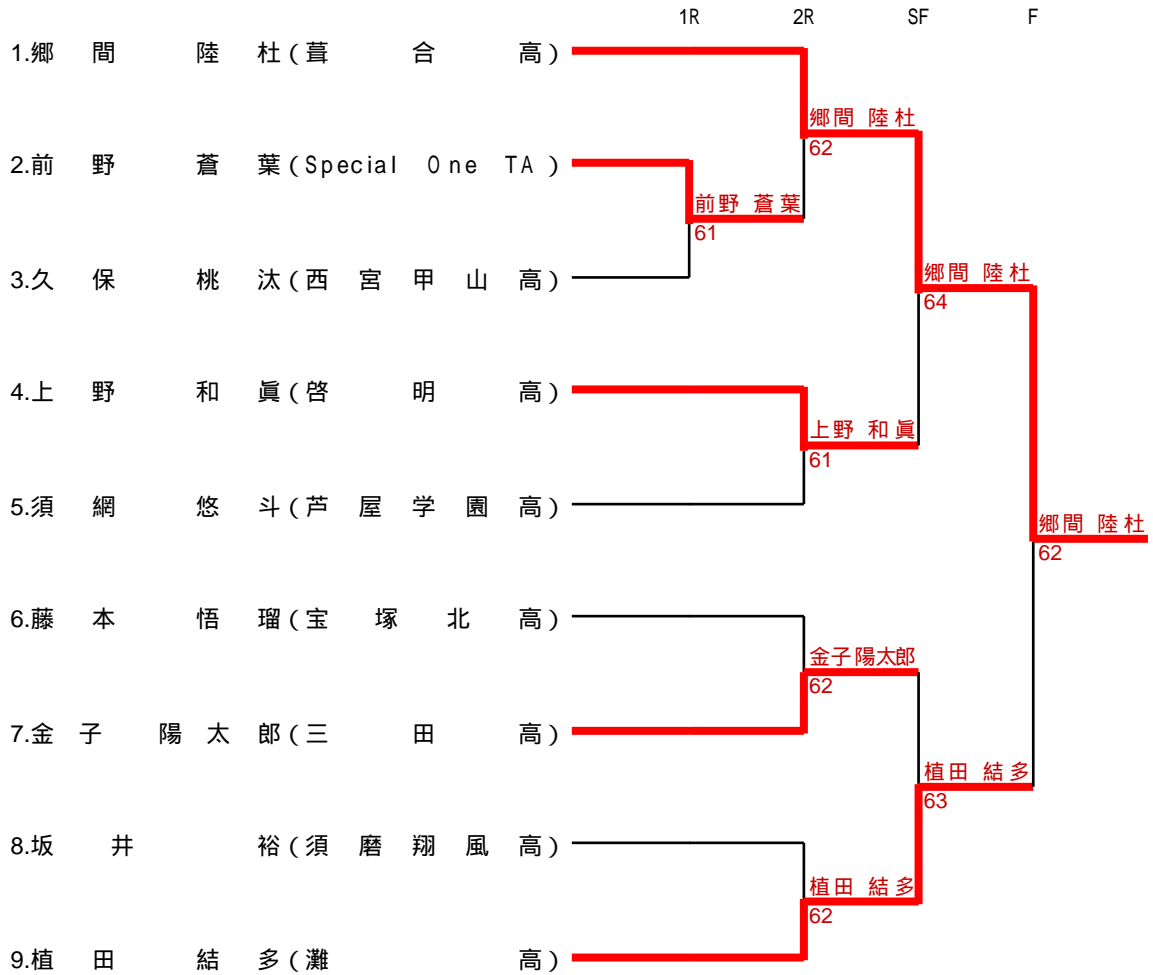 1R 2R SF F
1.郷間 陸杜(葺合高)
郷間 陸杜
62
2.前野 蒼葉(Special One TA)
前野 蒼葉
61
3.久保 桃汰(西宮甲山高)
郷間 陸杜
64
4.上野 和眞(啓明高)
上野 和眞
61
5.須網 悠斗(芦屋学園高)
郷間 陸杜
62
6.藤本 悟瑠(宝塚北高)
金子陽太郎
62
7.金子 陽太郎(三田高)
植田 結多
63
8.坂井 裕(須磨翔風高)
植田 結多
62
9.植田 結多(灘高)